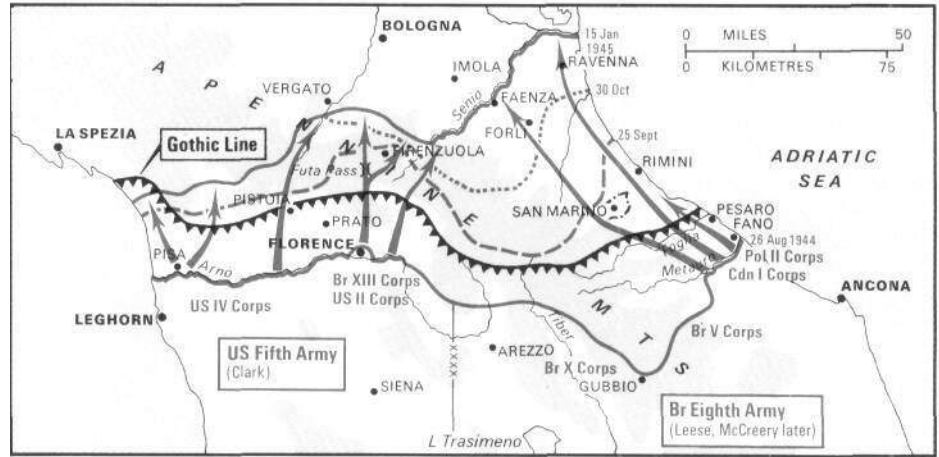 BOLOGNA
15 Jan
1945
0 MILES 50
0 KILOMETRES 75
RAVENNA
IMOLA
APENNINE MTS
VERGATO
Senio
FAENZA
30 Oct
FORLI
LA SPEZIA
Gothic Line
25 Sept
FIRENZUOLA
Futa Pass
RIMINI
ADRIATIC
SEA
PISTOIA
SAN MARINO
PRATO
PESARO
FANO
FLORENCE
Foglia
26 Aug 1944
PISA
Arno
Metauro
Pol II Corps
Cdn I Corps
US IV Corps
Br XIII Corps
US II Corps
ANCONA
LEGHORN
Tiber
Br V Corps
US Fifth Army
(Clark)
xxxx
AREZZO
Br X Corps
SIENA
GUBBIO
Br Eighth Army
(Leese, McCreery later)
L Trasimeno